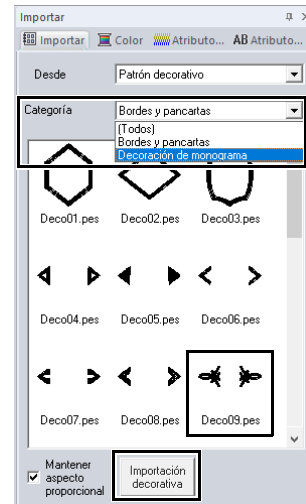 Importar
Importar Color Atributo... AB Atributo...
Desde Patrón decorativo
Categoría Bordes y pancartas
(Todos)
Bordes y pancartas
Decoración de monograma
Deco01.pes Deco02.pes Deco03.pes
Deco04.pes Deco05.pes Deco06.pes
Deco07.pes Deco08.pes Deco09.pes
Mantener
aspecto
proporcional
Importación
decorativa